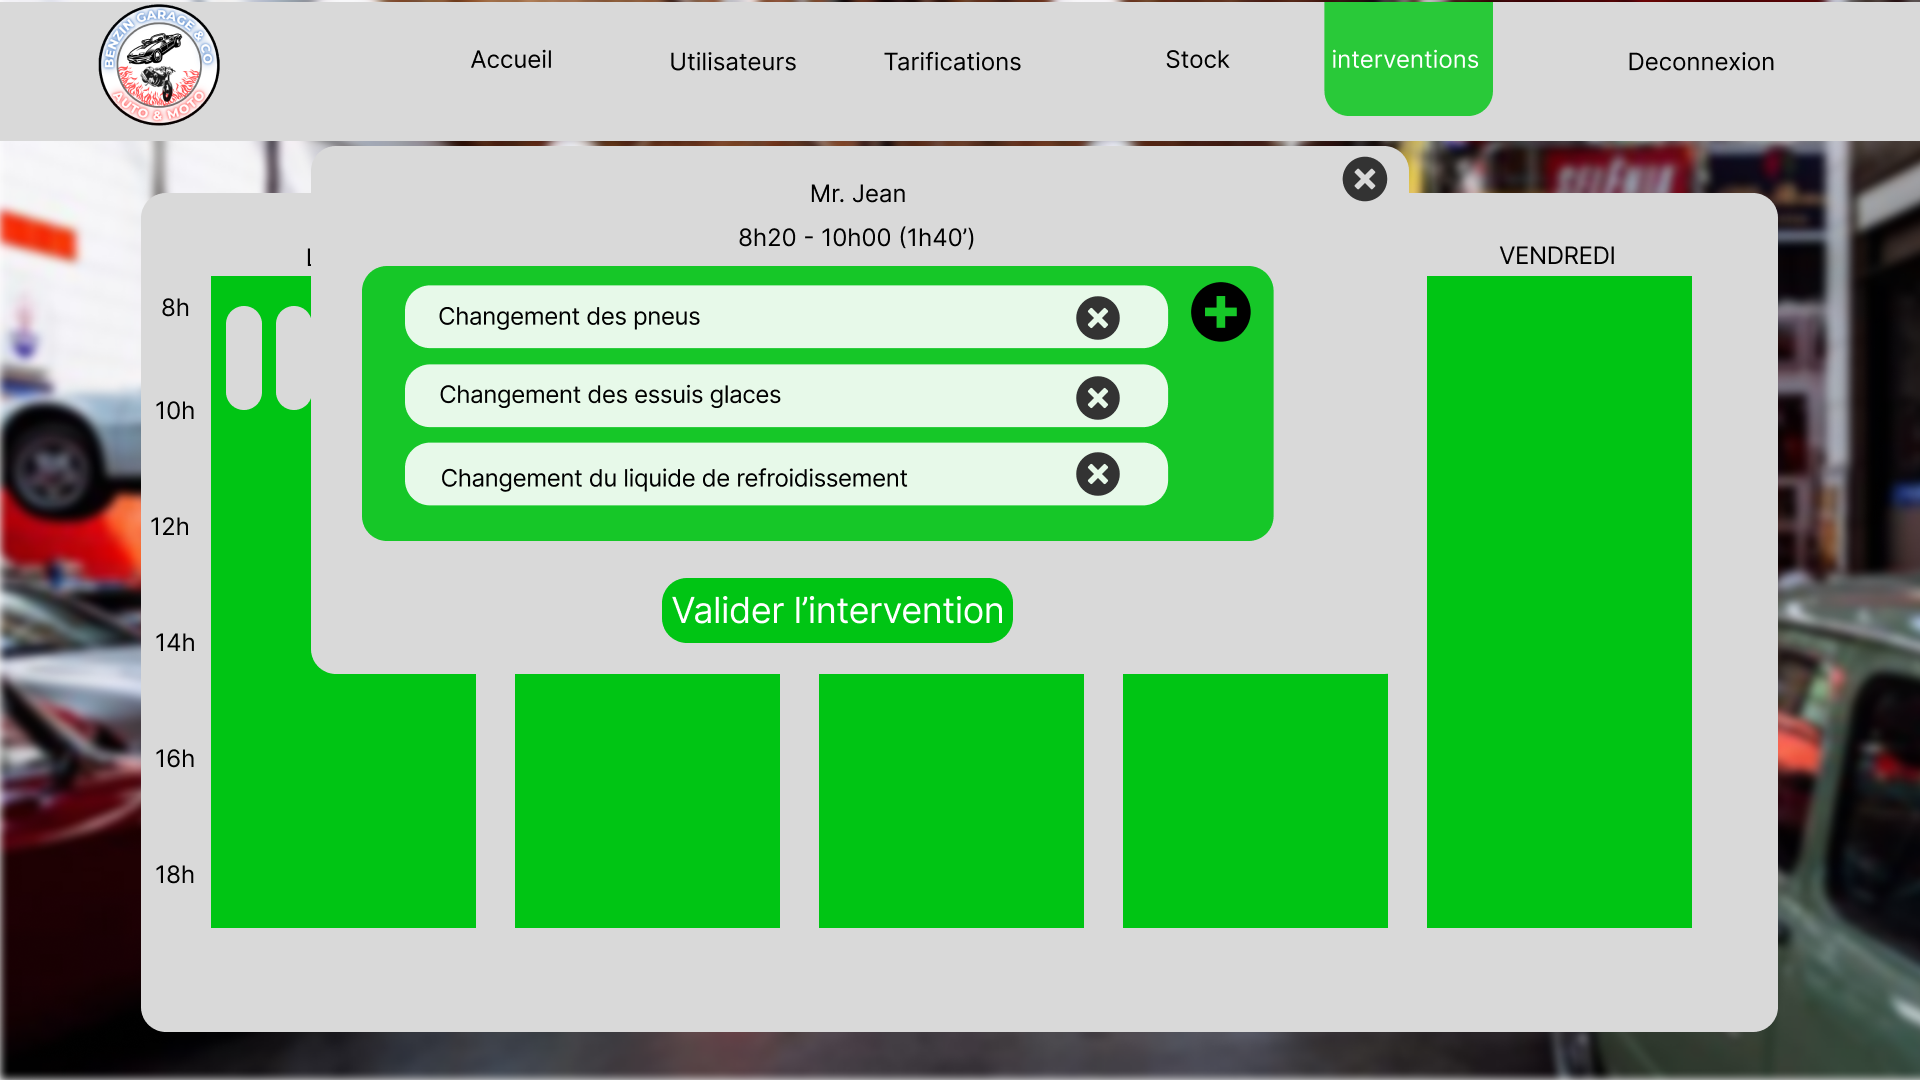 BENZIN GARAGE & CO
AUTO & MOTO
Accueil
Utilisateurs
Tarifications
Stock
interventions
Deconnexion
Mr. Jean
8h20 - 10h00 (1h40’)
VENDREDI
8h
10h
12h
14h
16h
18h
Changement des pneus
Changement des essuis glaces
Changement du liquide de refroidissement
Valider l’intervention